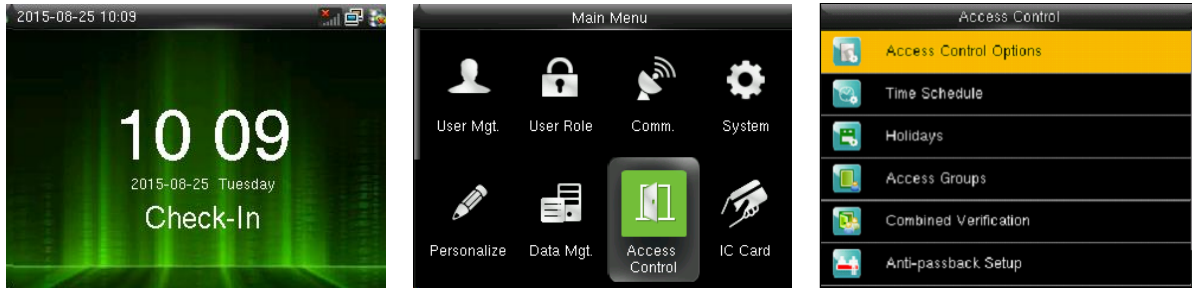 2015-08-25 10:09
10 09
2015-08-25 Tuesday
Check-In
Main Menu
User Mgt. User Role Comm. System
Personalize Data Mgt. Access Control IC Card
Access Control
Access Control Options
Time Schedule
Holidays
Access Groups
Combined Verification
Anti-passback Setup